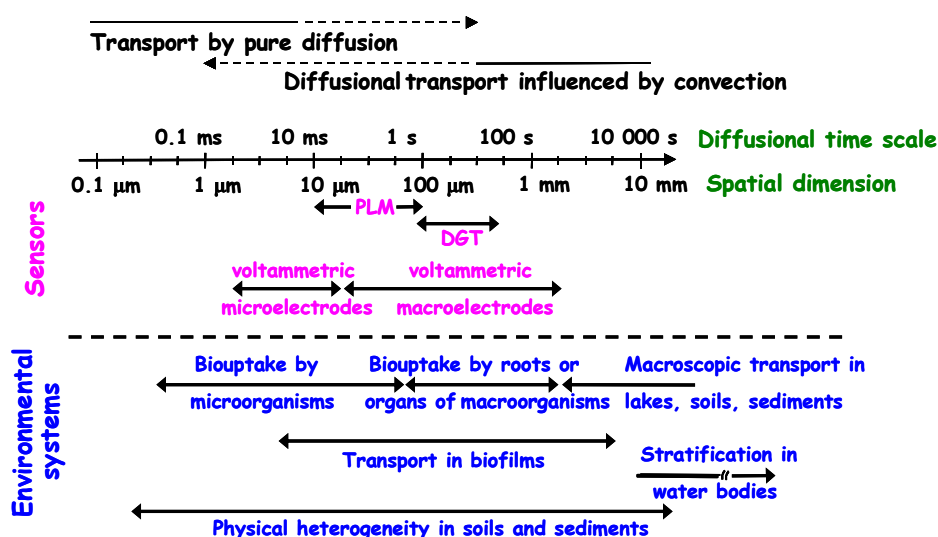 Transport by pure diffusion
Diffusional transport influenced by convection
0.1 ms 10 ms 1 s 100 s 10 000 s Diffusional time scale
0.1 µm 1 µm 10 µm 100 µm 1 mm 10 mm Spatial dimension
Sensors
PLM
DGT
voltammetric voltammetric
microelectrodes macroelectrodes
Environmental
systems
Biouptake by Biouptake by roots or Macroscopic transport in
microorganisms organs of macroorganisms lakes, soils, sediments
Transport in biofilms
Stratification in
water bodies
Physical heterogeneity in soils and sediments